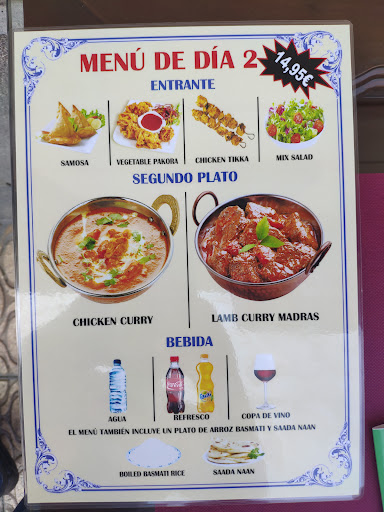 MENÚ DE DÍA 2
14,95€
ENTRANTE
SAMOSA
VEGETABLE PAKORA
CHICKEN TIKKA
MIX SALAD
SEGUNDO PLATO
CHICKEN CURRY
LAMB CURRY MADRAS
BEBIDA
AGUA
REFRESCO
COPA DE VINO
EL MENÚ TAMBIÉN INCLUYE UN PLATO DE ARROZ BASMATI Y SAADA NAAN
BOILED BASMATI RICE
SAADA NAAN